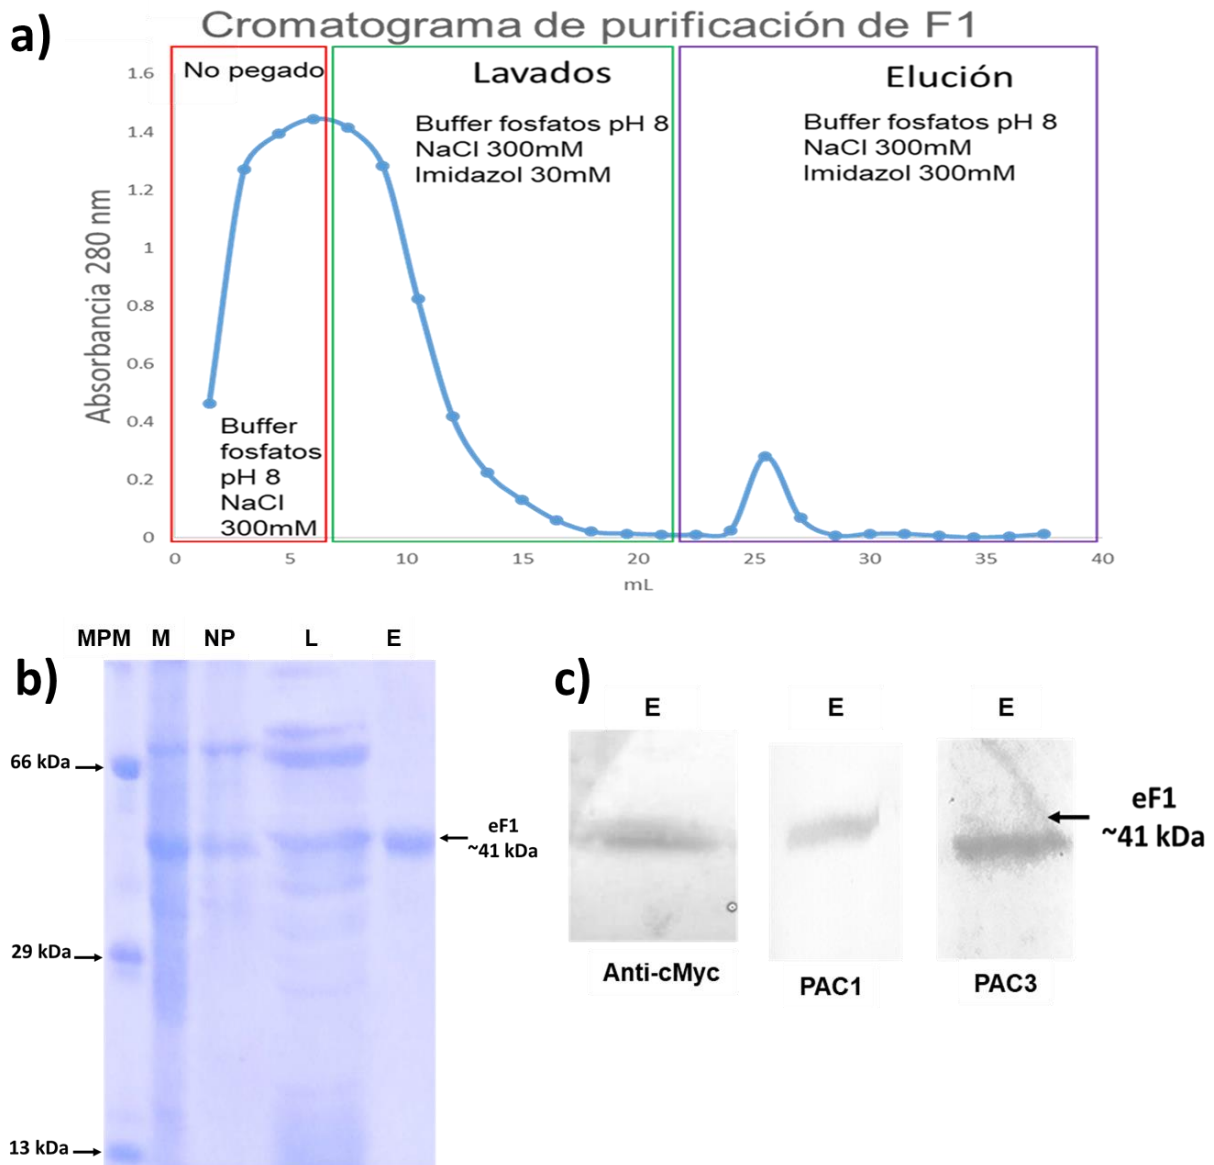 a)
Cromatograma de purificación de F1
No pegado
Lavados
Elución
Buffer fosfatos pH 8
NaCl 300mM
Imidazol 30mM
Buffer fosfatos pH 8
NaCl 300mM
Imidazol 300mM
Buffer
fosfatos
pH 8
NaCl
300mM
Absorbancia 280 nm
1.6
1.4
1.2
1
0.8
0.6
0.4
0.2
0
0 5 10 15 20 25 30 35 40
mL
b)
MPM M NP L E
66 kDa
29 kDa
13 kDa
eF1
~41 kDa
c)
E E E
eF1
~41 kDa
Anti-cMyc
PAC1
PAC3